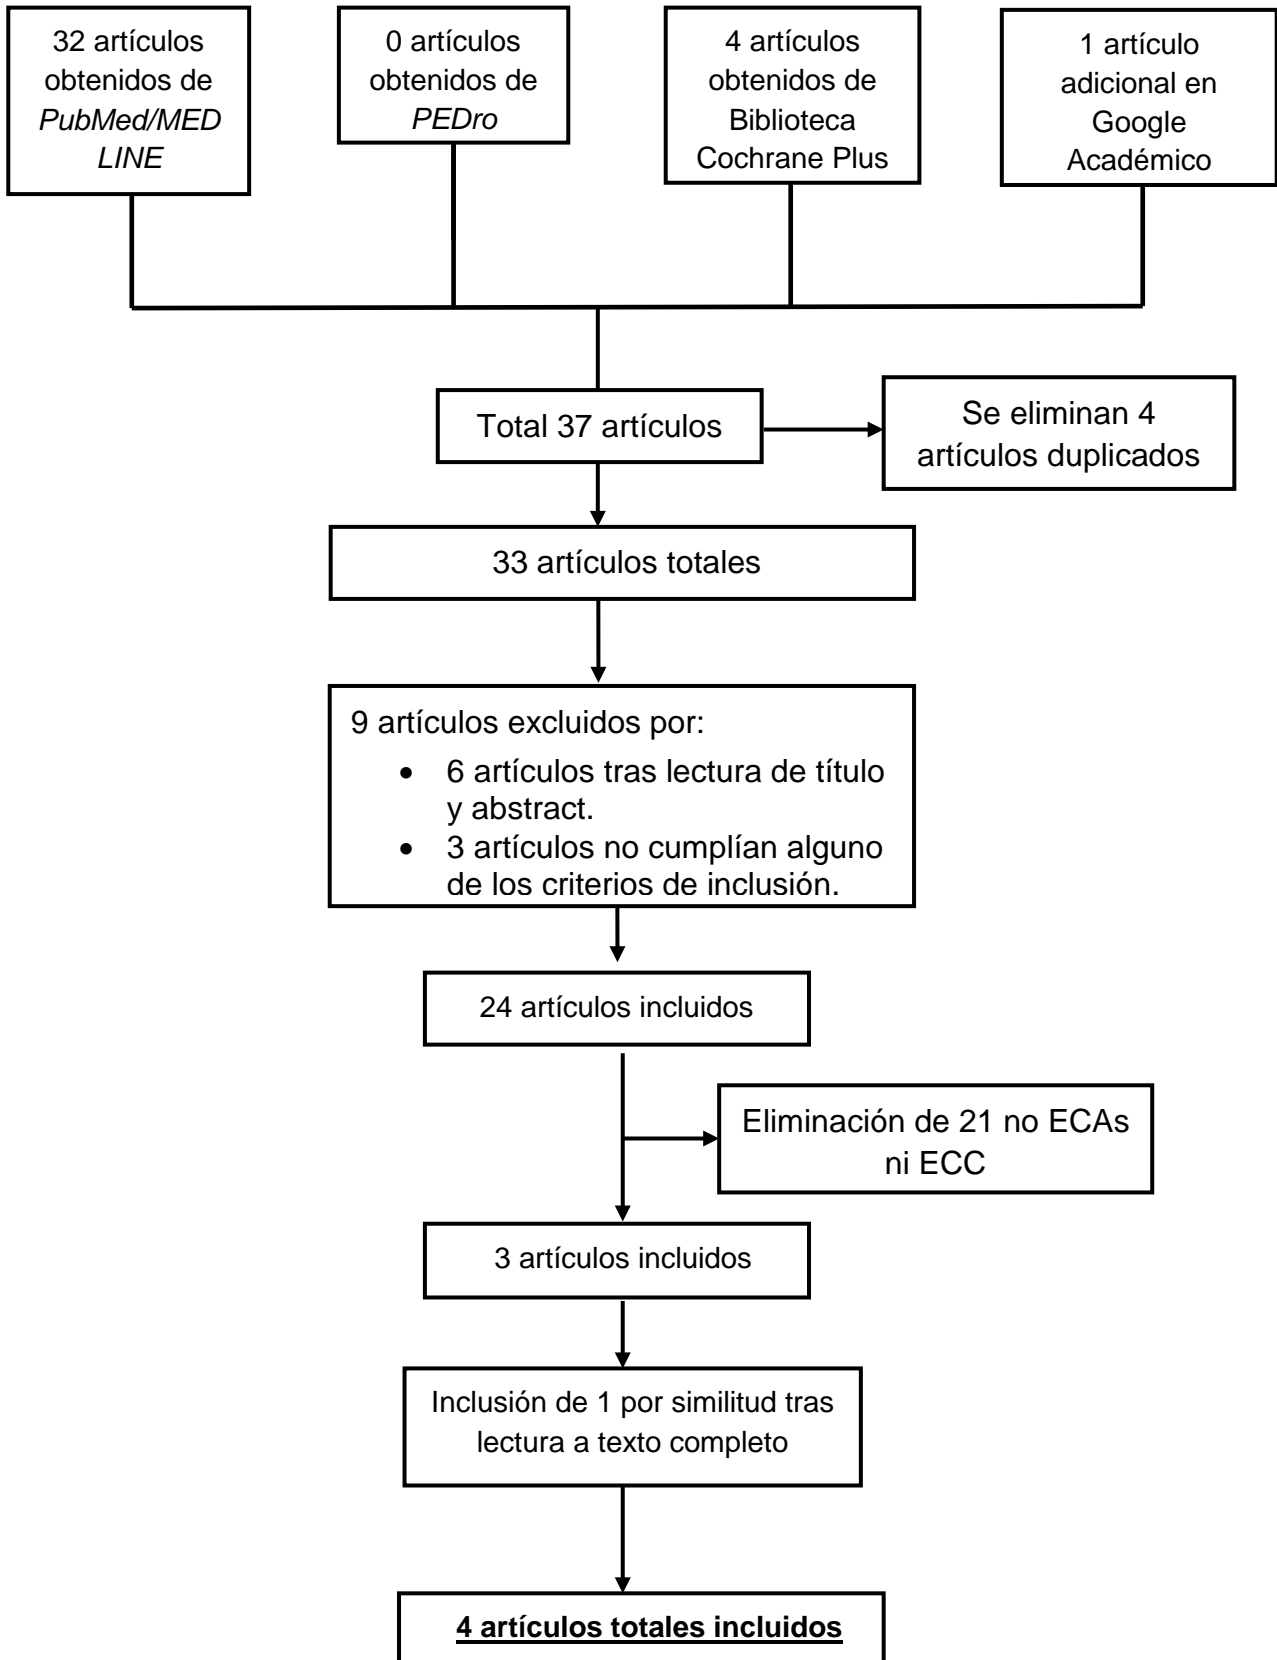 32 artículos
obtenidos de
PubMed/MED
LINE
0 artículos
obtenidos de
PEDro
4 artículos
obtenidos de
Biblioteca
Cochrane Plus
1 artículo
adicional en
Google
Académico
Total 37 artículos
Se eliminan 4
artículos duplicados
33 artículos totales
9 artículos excluidos por:
• 6 artículos tras lectura de título
y abstract.
• 3 artículos no cumplían alguno
de los criterios de inclusión.
24 artículos incluidos
Eliminación de 21 no ECAs
ni ECC
3 artículos incluidos
Inclusión de 1 por similitud tras
lectura a texto completo
4 artículos totales incluidos